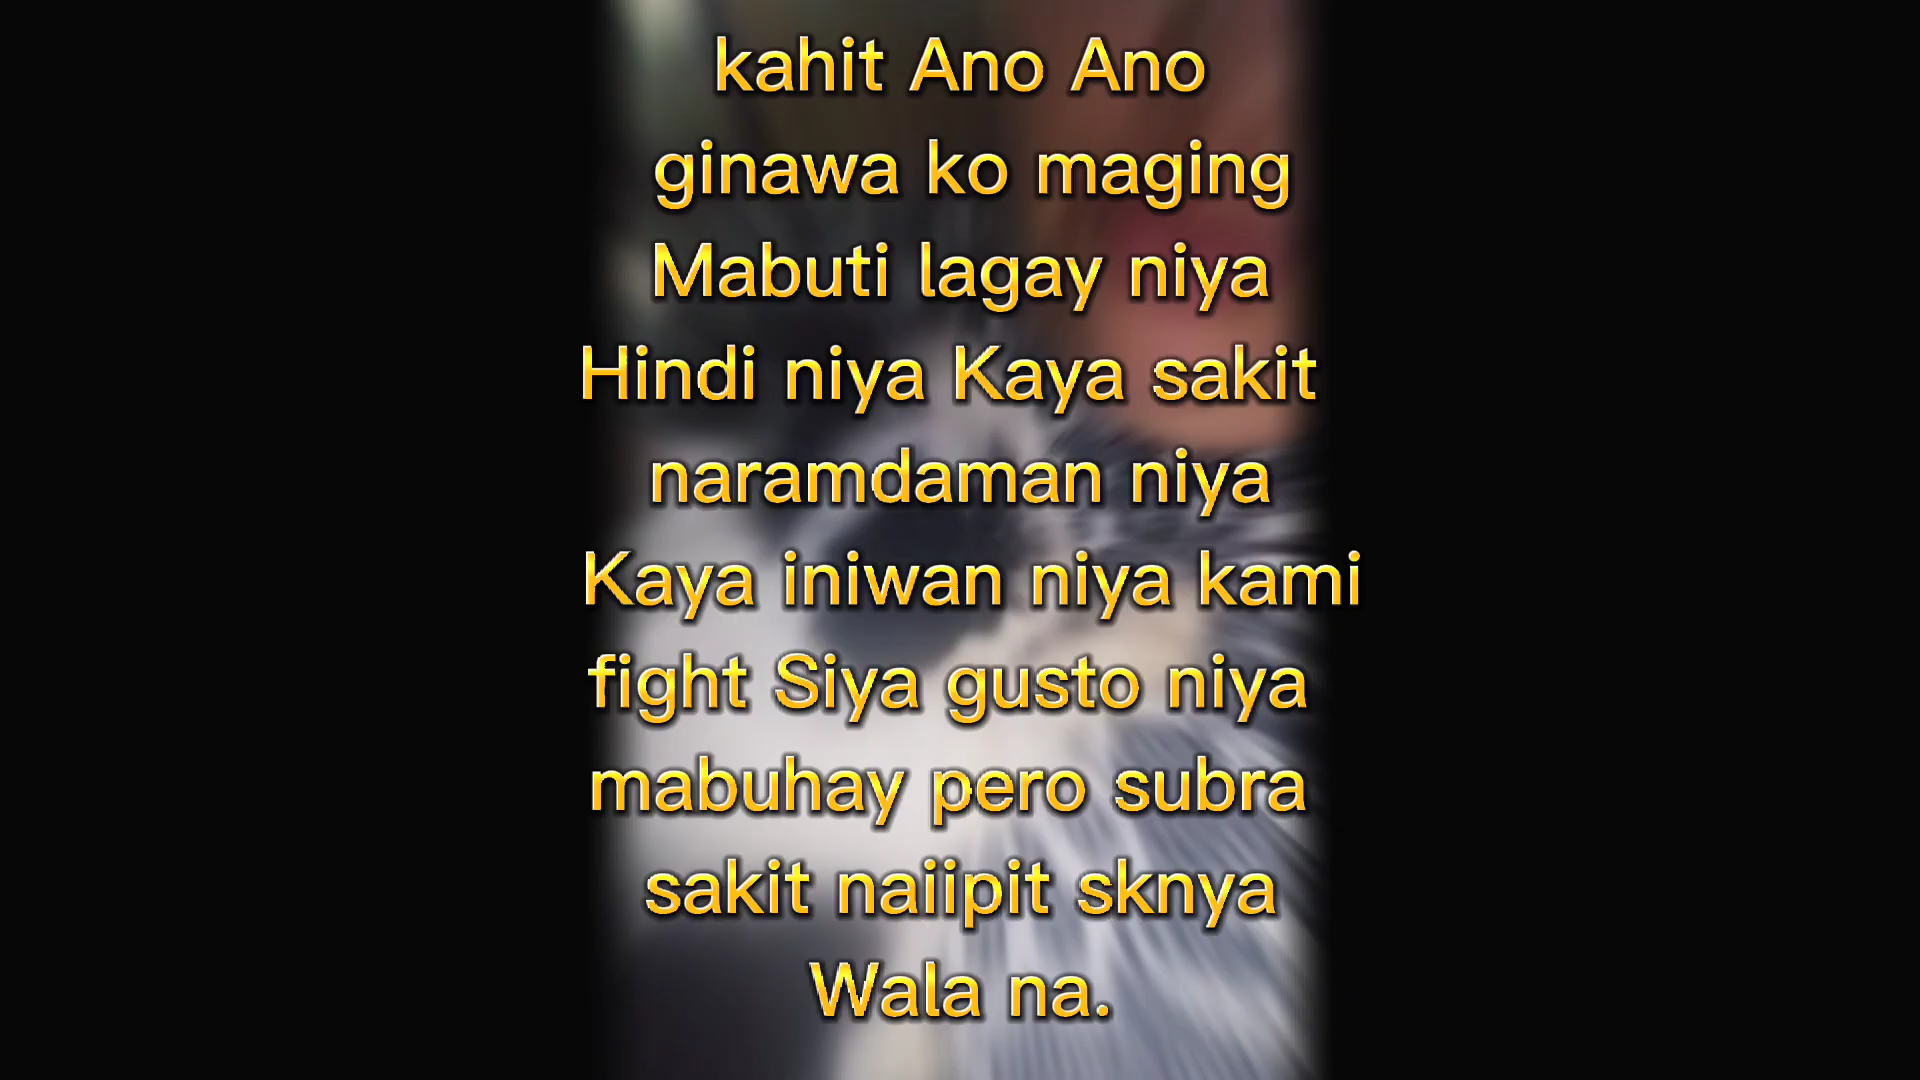 kahit Ano Ano
ginawa ko maging
Mabuti lagay niya
Hindi niya Kaya sakit
naramdaman niya
Kaya iniwan niya kami
fight Siya gusto niya
mabuhay pero subra
sakit naiipit sknya
Wala na.